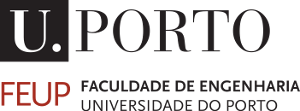 U. PORTO
FEUP FACULDADE DE ENGENHARIA
UNIVERSIDADE DO PORTO